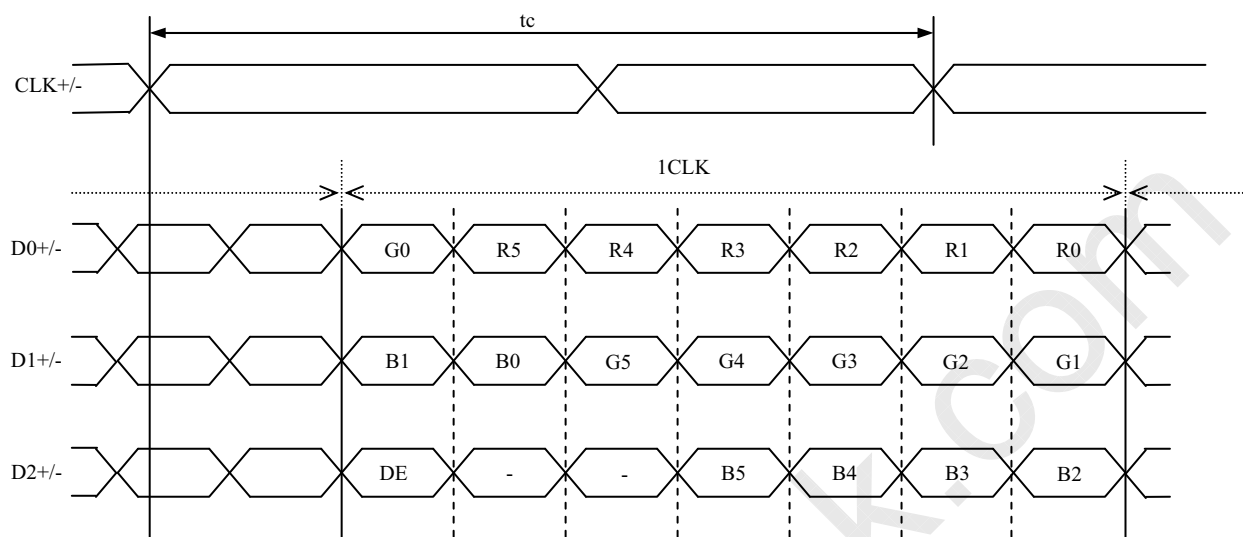 tc
CLK+/-
1CLK
D0+/- G0 R5 R4 R3 R2 R1 R0
D1+/- B1 B0 G5 G4 G3 G2 G1
D2+/- DE - - B5 B4 B3 B2
k.com